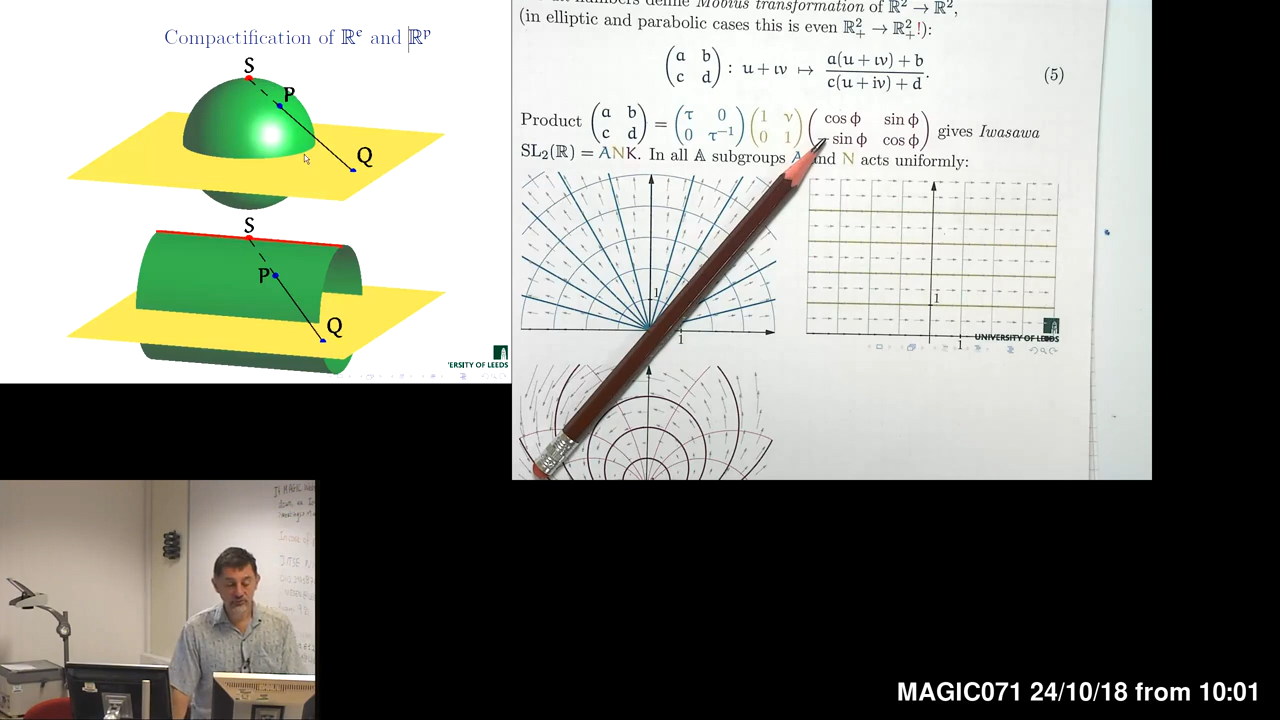 Compactification of ℝᵉ and ℝᵖ
S
P
Q
S
P
Q
'ERSITY OF LEEDS
numbers define Möbius transformation of ℝ² → ℝ²,
(in elliptic and parabolic cases this is even ℝ²₊ → ℝ²₊!):
(a b; c d) : u + ιv ↦ a(u + ιv) + b / c(u + iv) + d . (5)
Product (a b; c d) = (τ 0; 0 τ⁻¹) (1 ν; 0 1) (cos ϕ sin ϕ; sin ϕ cos ϕ) gives Iwasawa
SL₂(ℝ) = ANK. In all 𝔸 subgroups A and N acts uniformly:
1
1
1
1
UNIVERSITY OF LEEDS
MAGIC071 24/10/18 from 10:01